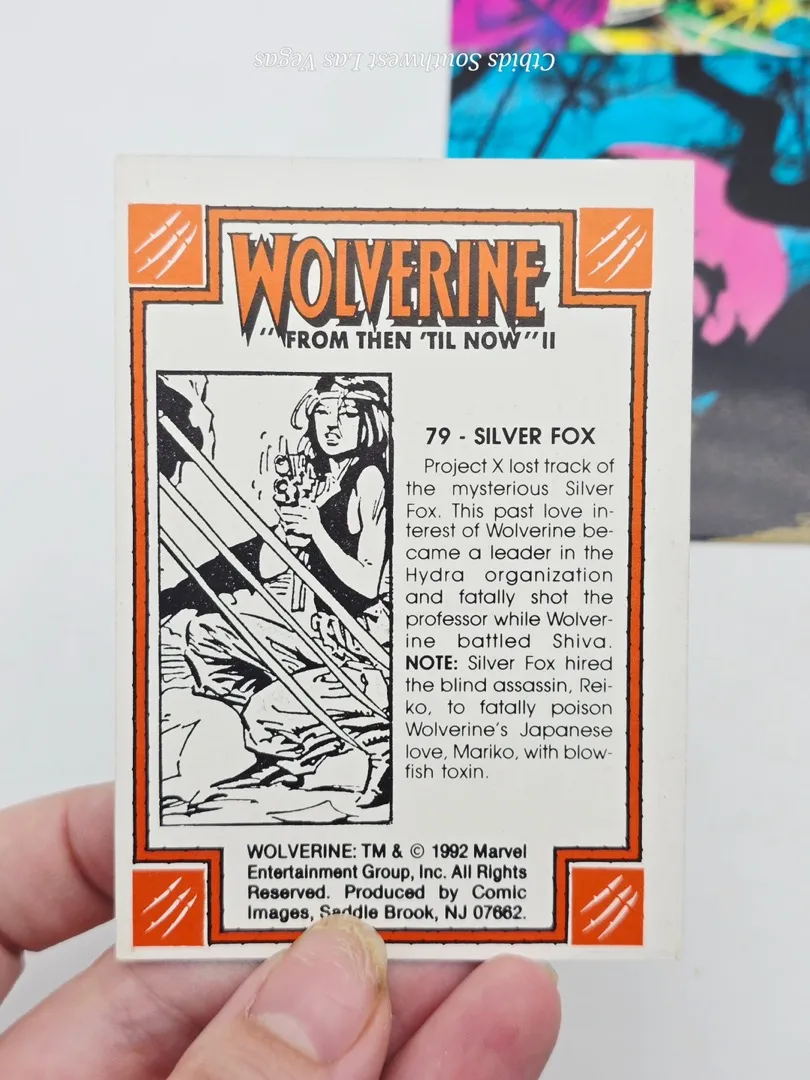 Ctbids Southwest Las Vegas
WOLVERINE
"FROM THEN 'TIL NOW" II
79 - SILVER FOX
Project X lost track of
the mysterious Silver
Fox. This past love in-
terest of Wolverine be-
came a leader in the
Hydra organization
and fatally shot the
professor while Wolver-
ine battled Shiva.
NOTE: Silver Fox hired
the blind assassin, Rei-
ko, to fatally poison
Wolverine's Japanese
love, Mariko, with blow-
fish toxin.
WOLVERINE: TM & © 1992 Marvel
Entertainment Group, Inc. All Rights
Reserved. Produced by Comic
Images, Saddle Brook, NJ 07662.